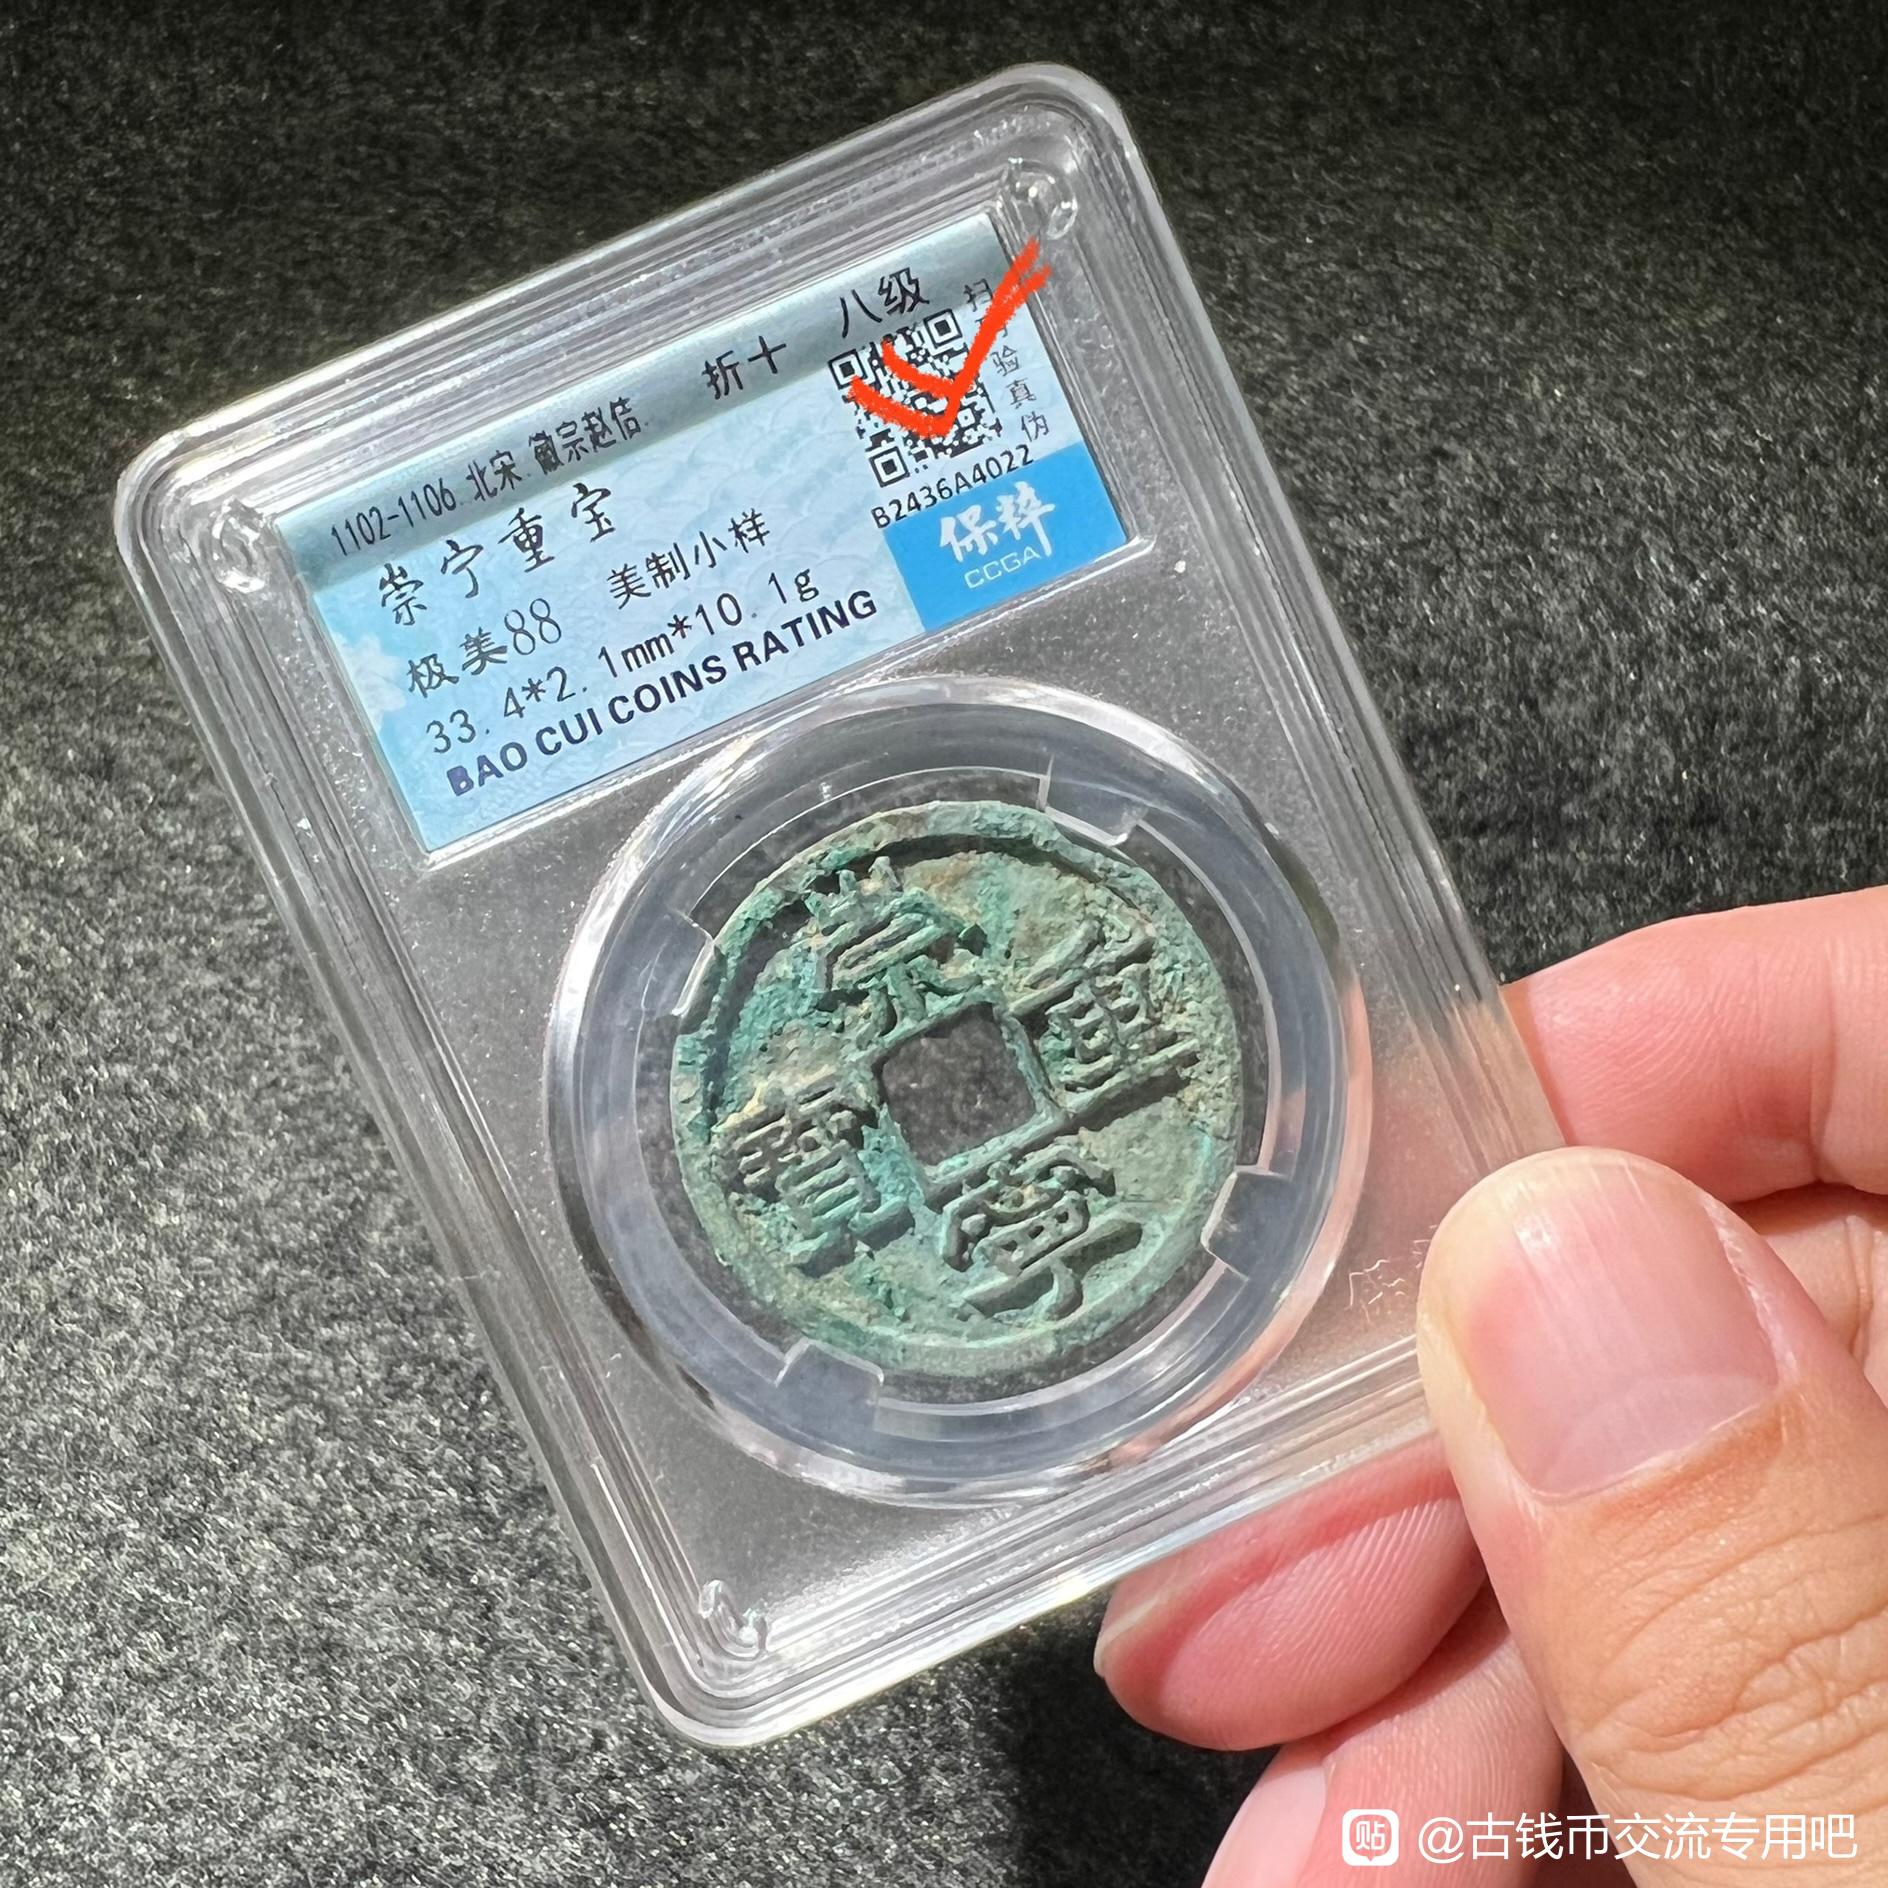 1102-1106.北宋.徽宗赵佶.
折十
八级
崇宁重宝
极美88 美制小样
33.4*2.1mm*10.1g
BAO CUI COINS RATING
验真伪
B2436A4022
保粹
CCGA
崇
重
寧
寶
贴 @古钱币交流专用吧